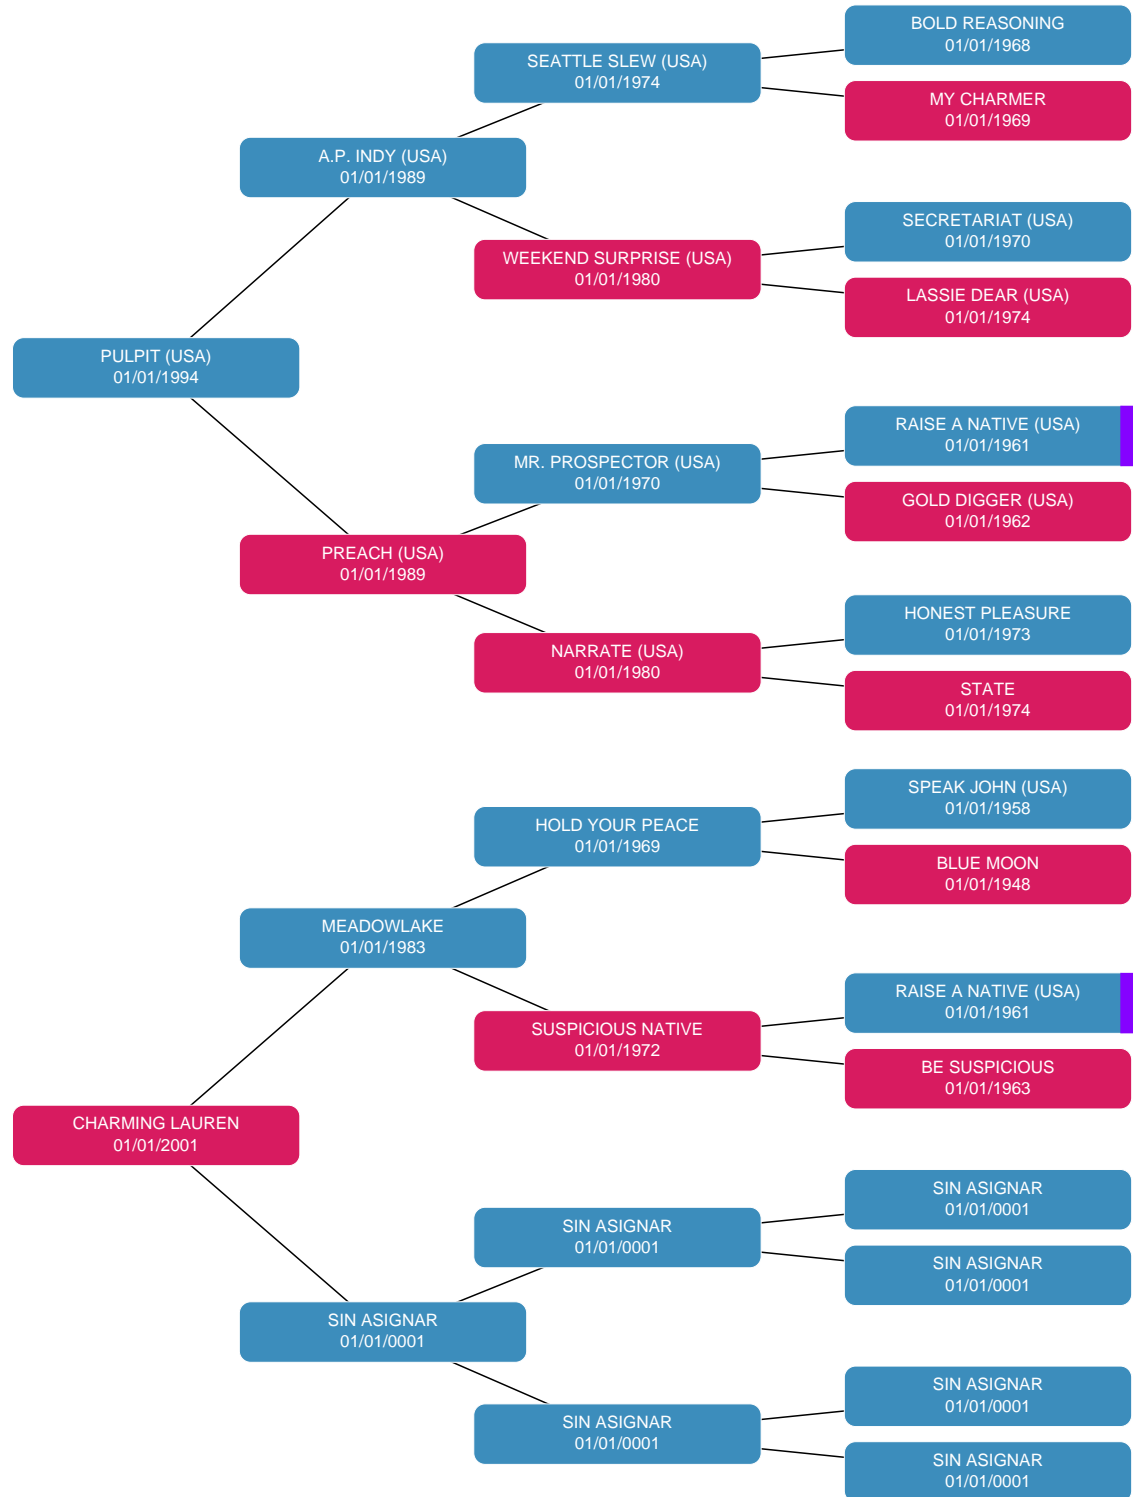 BOLD REASONING
01/01/1968
SEATTLE SLEW (USA)
01/01/1974
MY CHARMER
01/01/1969
A.P. INDY (USA)
01/01/1989
SECRETARIAT (USA)
01/01/1970
WEEKEND SURPRISE (USA)
01/01/1980
LASSIE DEAR (USA)
01/01/1974
PULPIT (USA)
01/01/1994
RAISE A NATIVE (USA)
01/01/1961
MR. PROSPECTOR (USA)
01/01/1970
GOLD DIGGER (USA)
01/01/1962
PREACH (USA)
01/01/1989
HONEST PLEASURE
01/01/1973
NARRATE (USA)
01/01/1980
STATE
01/01/1974
SPEAK JOHN (USA)
01/01/1958
HOLD YOUR PEACE
01/01/1969
BLUE MOON
01/01/1948
MEADOWLAKE
01/01/1983
RAISE A NATIVE (USA)
01/01/1961
SUSPICIOUS NATIVE
01/01/1972
BE SUSPICIOUS
01/01/1963
CHARMING LAUREN
01/01/2001
SIN ASIGNAR
01/01/0001
SIN ASIGNAR
01/01/0001
SIN ASIGNAR
01/01/0001
SIN ASIGNAR
01/01/0001
SIN ASIGNAR
01/01/0001
SIN ASIGNAR
01/01/0001
SIN ASIGNAR
01/01/0001